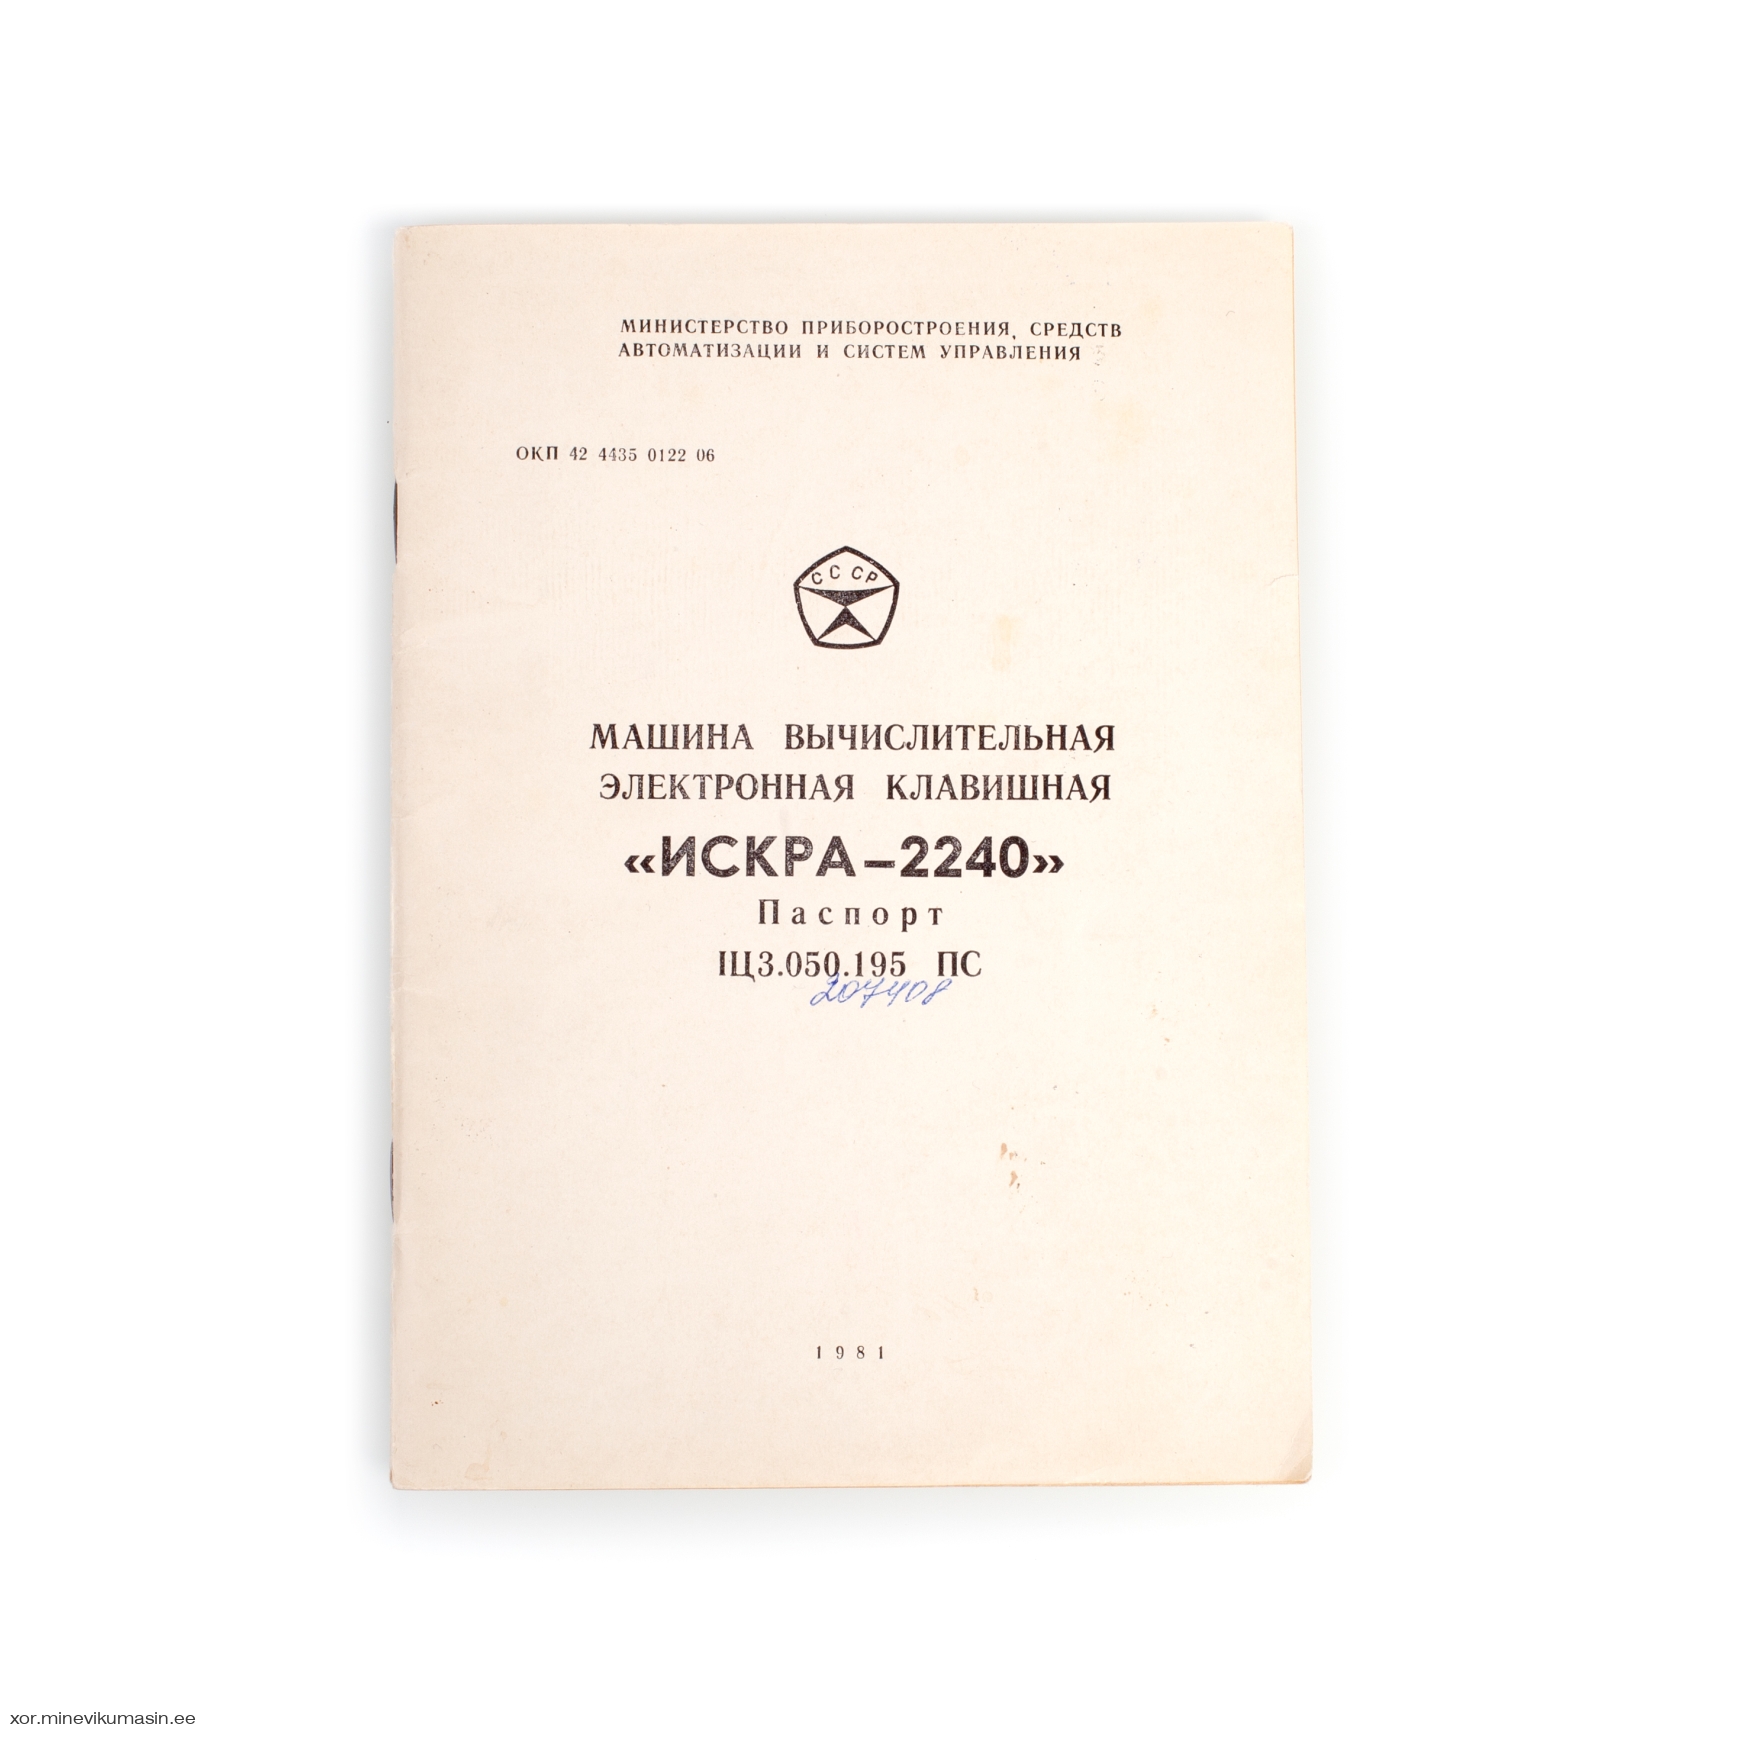 МИНИСТЕРСТВО ПРИБОРОСТРОЕНИЯ, СРЕДСТВ
АВТОМАТИЗАЦИИ И СИСТЕМ УПРАВЛЕНИЯ
ОКП 42 4435 0122 06
СССР
МАШИНА ВЫЧИСЛИТЕЛЬНАЯ
ЭЛЕКТРОННАЯ КЛАВИШНАЯ
«ИСКРА–2240»
Паспорт
IЩ3.050.195 ПС
207408
1981
xor.minevikumasin.ee